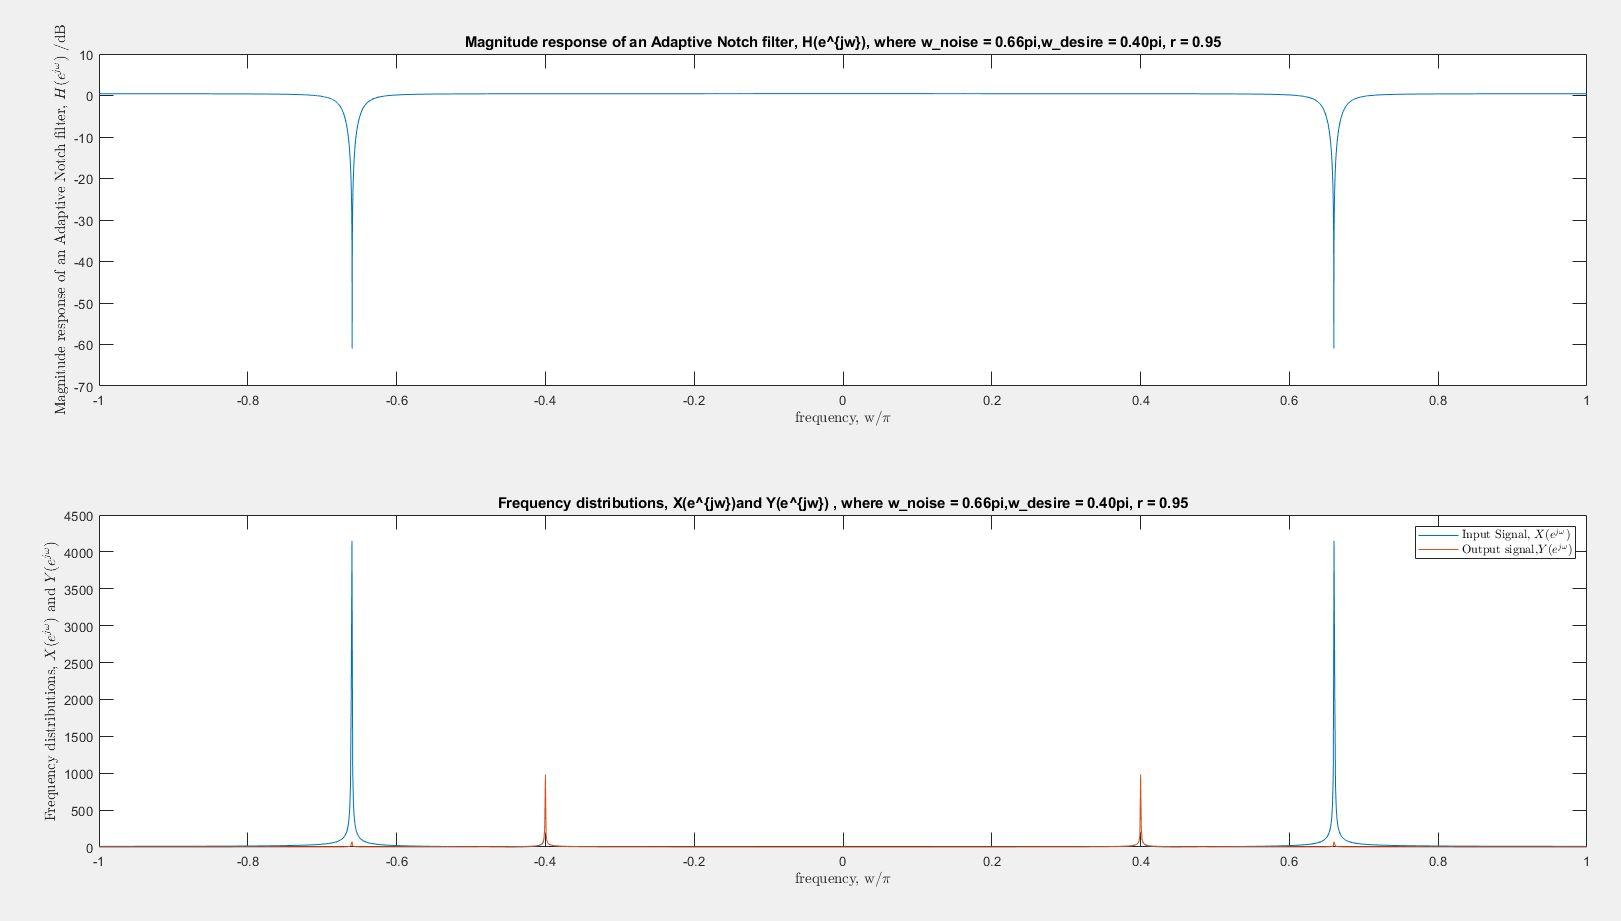 Magnitude response of an Adaptive Notch filter, H(e^{jw}), where w_noise = 0.66pi,w_desire = 0.40pi, r = 0.95
Magnitude response of an Adaptive Notch filter, H(e^{jω}) /dB
10
0
-10
-20
-30
-40
-50
-60
-70
-1 -0.8 -0.6 -0.4 -0.2 0 0.2 0.4 0.6 0.8 1
frequency, w/π
Frequency distributions, X(e^{jw})and Y(e^{jw}) , where w_noise = 0.66pi,w_desire = 0.40pi, r = 0.95
Frequency distributions, X(e^{jω}) and Y(e^{jω})
4500
4000
3500
3000
2500
2000
1500
1000
500
0
Input Signal, X(e^{jω})
Output signal,Y(e^{jω})
-1 -0.8 -0.6 -0.4 -0.2 0 0.2 0.4 0.6 0.8 1
frequency, w/π